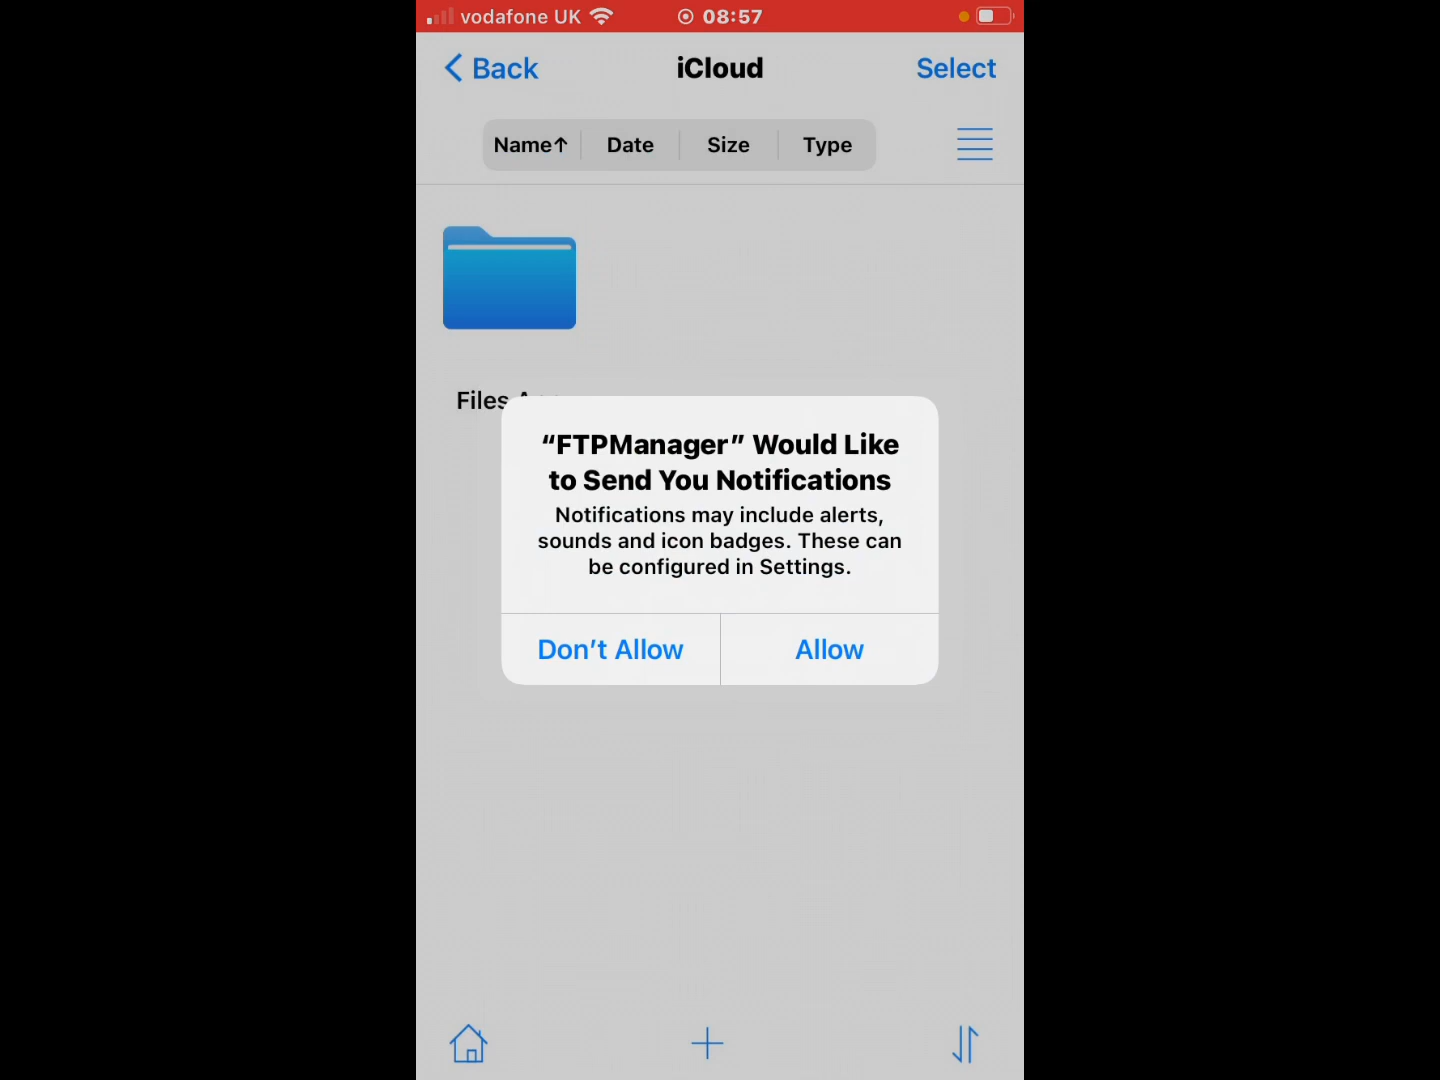 vodafone UK 08:57
Back iCloud Select
Name↑ Date Size Type
Files
“FTPManager” Would Like
to Send You Notifications
Notifications may include alerts,
sounds and icon badges. These can
be configured in Settings.
Don’t Allow Allow